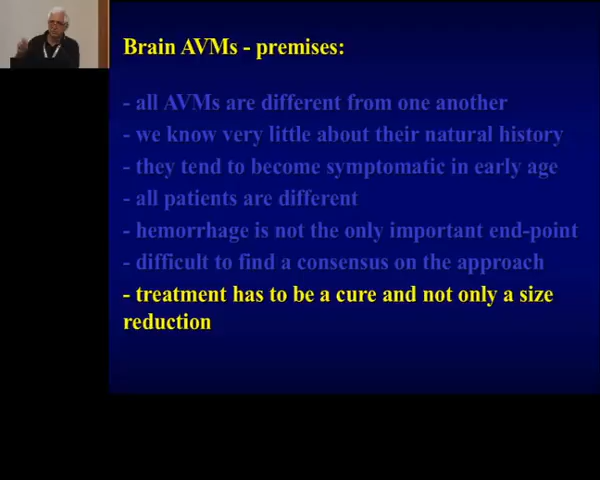 Brain AVMs - premises:
- all AVMs are different from one another
- we know very little about their natural history
- they tend to become symptomatic in early age
- all patients are different
- hemorrhage is not the only important end-point
- difficult to find a consensus on the approach
- treatment has to be a cure and not only a size
reduction